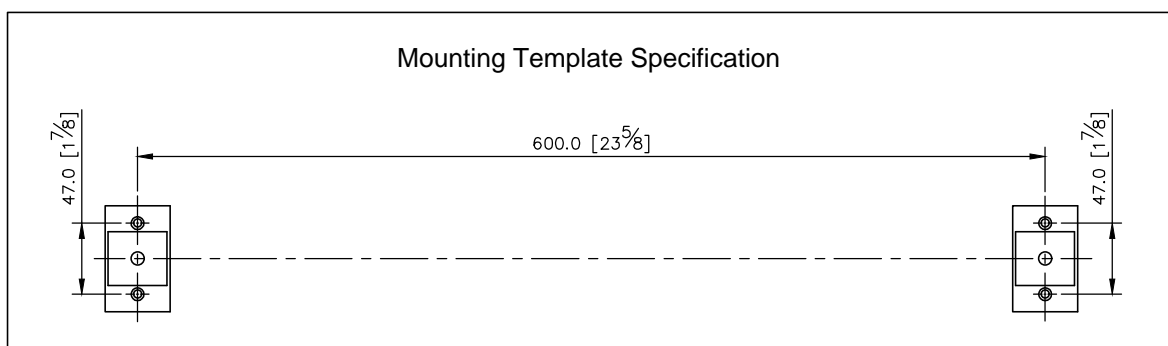 Mounting Template Specification
600.0 [23⅝]
47.0 [1⅞]
47.0 [1⅞]